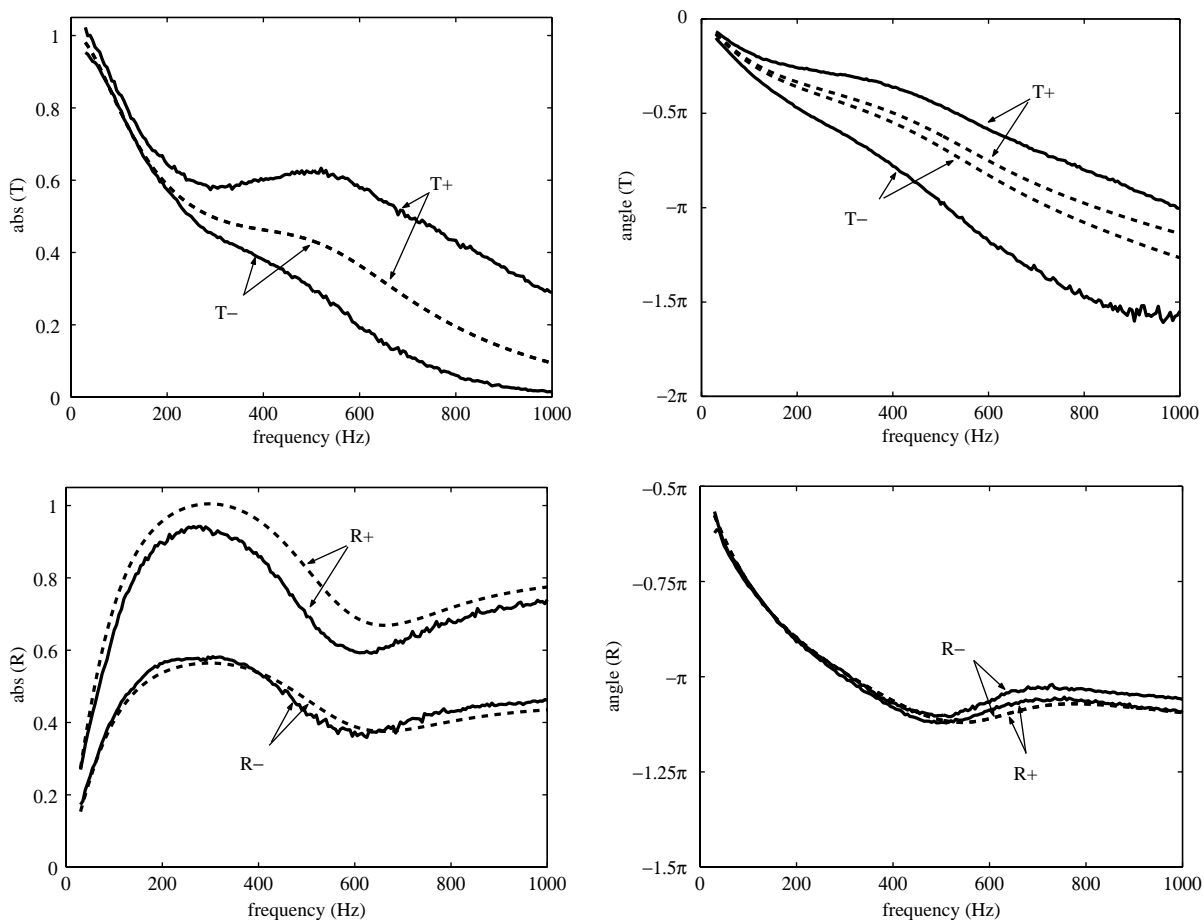 1
0.8
0.6
0.4
0.2
0
0 200 400 600 800 1000
frequency (Hz)
abs (T)
T+
T−
0
−0.5π
−π
−1.5π
−2π
0 200 400 600 800 1000
frequency (Hz)
angle (T)
T+
T−
1
0.8
0.6
0.4
0.2
0
0 200 400 600 800 1000
frequency (Hz)
abs (R)
R+
R−
−0.5π
−0.75π
−π
−1.25π
−1.5π
0 200 400 600 800 1000
frequency (Hz)
angle (R)
R−
R+